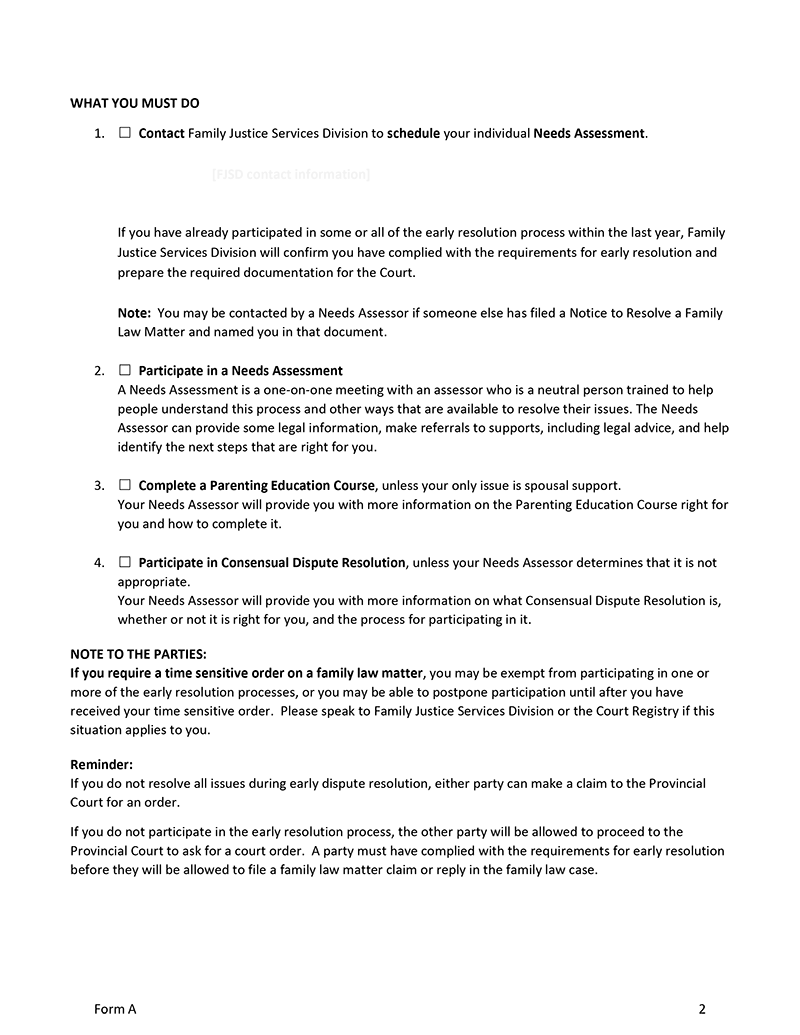 WHAT YOU MUST DO
1. ☐ Contact Family Justice Services Division to schedule your individual Needs Assessment.
[FJSD contact information]
If you have already participated in some or all of the early resolution process within the last year, Family
Justice Services Division will confirm you have complied with the requirements for early resolution and
prepare the required documentation for the Court.
Note: You may be contacted by a Needs Assessor if someone else has filed a Notice to Resolve a Family
Law Matter and named you in that document.
2. ☐ Participate in a Needs Assessment
A Needs Assessment is a one-on-one meeting with an assessor who is a neutral person trained to help
people understand this process and other ways that are available to resolve their issues. The Needs
Assessor can provide some legal information, make referrals to supports, including legal advice, and help
identify the next steps that are right for you.
3. ☐ Complete a Parenting Education Course, unless your only issue is spousal support.
Your Needs Assessor will provide you with more information on the Parenting Education Course right for
you and how to complete it.
4. ☐ Participate in Consensual Dispute Resolution, unless your Needs Assessor determines that it is not
appropriate.
Your Needs Assessor will provide you with more information on what Consensual Dispute Resolution is,
whether or not it is right for you, and the process for participating in it.
NOTE TO THE PARTIES:
If you require a time sensitive order on a family law matter, you may be exempt from participating in one or
more of the early resolution processes, or you may be able to postpone participation until after you have
received your time sensitive order. Please speak to Family Justice Services Division or the Court Registry if this
situation applies to you.
Reminder:
If you do not resolve all issues during early dispute resolution, either party can make a claim to the Provincial
Court for an order.
If you do not participate in the early resolution process, the other party will be allowed to proceed to the
Provincial Court to ask for a court order. A party must have complied with the requirements for early resolution
before they will be allowed to file a family law matter claim or reply in the family law case.
Form A 2